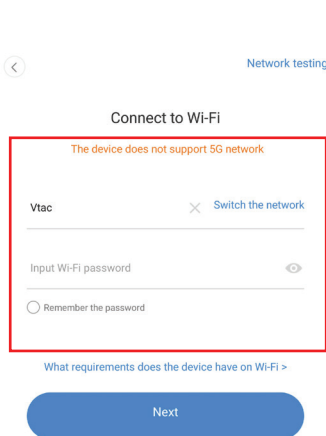 Network testing
Connect to Wi-Fi
The device does not support 5G network
Vtac
Switch the network
Input Wi-Fi password
Remember the password
What requirements does the device have on Wi-Fi >
Next